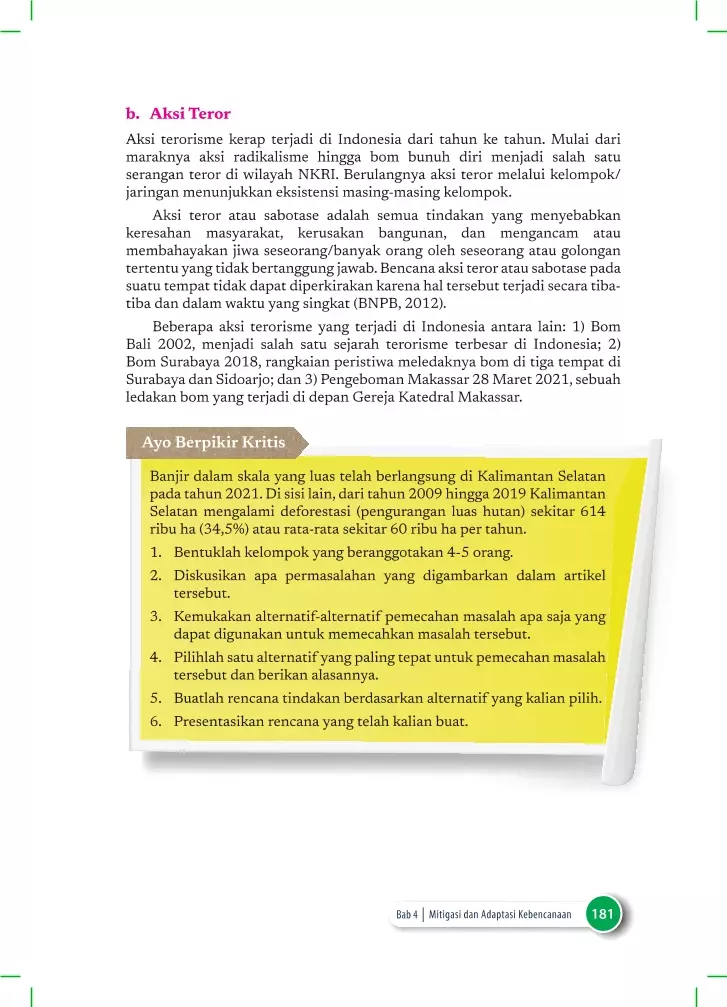 b. Aksi Teror
Aksi terorisme kerap terjadi di Indonesia dari tahun ke tahun. Mulai dari
maraknya aksi radikalisme hingga bom bunuh diri menjadi salah satu
serangan teror di wilayah NKRI. Berulangnya aksi teror melalui kelompok/
jaringan menunjukkan eksistensi masing-masing kelompok.
Aksi teror atau sabotase adalah semua tindakan yang menyebabkan
keresahan masyarakat, kerusakan bangunan, dan mengancam atau
membahayakan jiwa seseorang/banyak orang oleh seseorang atau golongan
tertentu yang tidak bertanggung jawab. Bencana aksi teror atau sabotase pada
suatu tempat tidak dapat diperkirakan karena hal tersebut terjadi secara tiba-
tiba dan dalam waktu yang singkat (BNPB, 2012).
Beberapa aksi terorisme yang terjadi di Indonesia antara lain: 1) Bom
Bali 2002, menjadi salah satu sejarah terorisme terbesar di Indonesia; 2)
Bom Surabaya 2018, rangkaian peristiwa meledaknya bom di tiga tempat di
Surabaya dan Sidoarjo; dan 3) Pengeboman Makassar 28 Maret 2021, sebuah
ledakan bom yang terjadi di depan Gereja Katedral Makassar.
Ayo Berpikir Kritis
Banjir dalam skala yang luas telah berlangsung di Kalimantan Selatan
pada tahun 2021. Di sisi lain, dari tahun 2009 hingga 2019 Kalimantan
Selatan mengalami deforestasi (pengurangan luas hutan) sekitar 614
ribu ha (34,5%) atau rata-rata sekitar 60 ribu ha per tahun.
1. Bentuklah kelompok yang beranggotakan 4-5 orang.
2. Diskusikan apa permasalahan yang digambarkan dalam artikel
tersebut.
3. Kemukakan alternatif-alternatif pemecahan masalah apa saja yang
dapat digunakan untuk memecahkan masalah tersebut.
4. Pilihlah satu alternatif yang paling tepat untuk pemecahan masalah
tersebut dan berikan alasannya.
5. Buatlah rencana tindakan berdasarkan alternatif yang kalian pilih.
6. Presentasikan rencana yang telah kalian buat.
Bab 4 | Mitigasi dan Adaptasi Kebencanaan 181